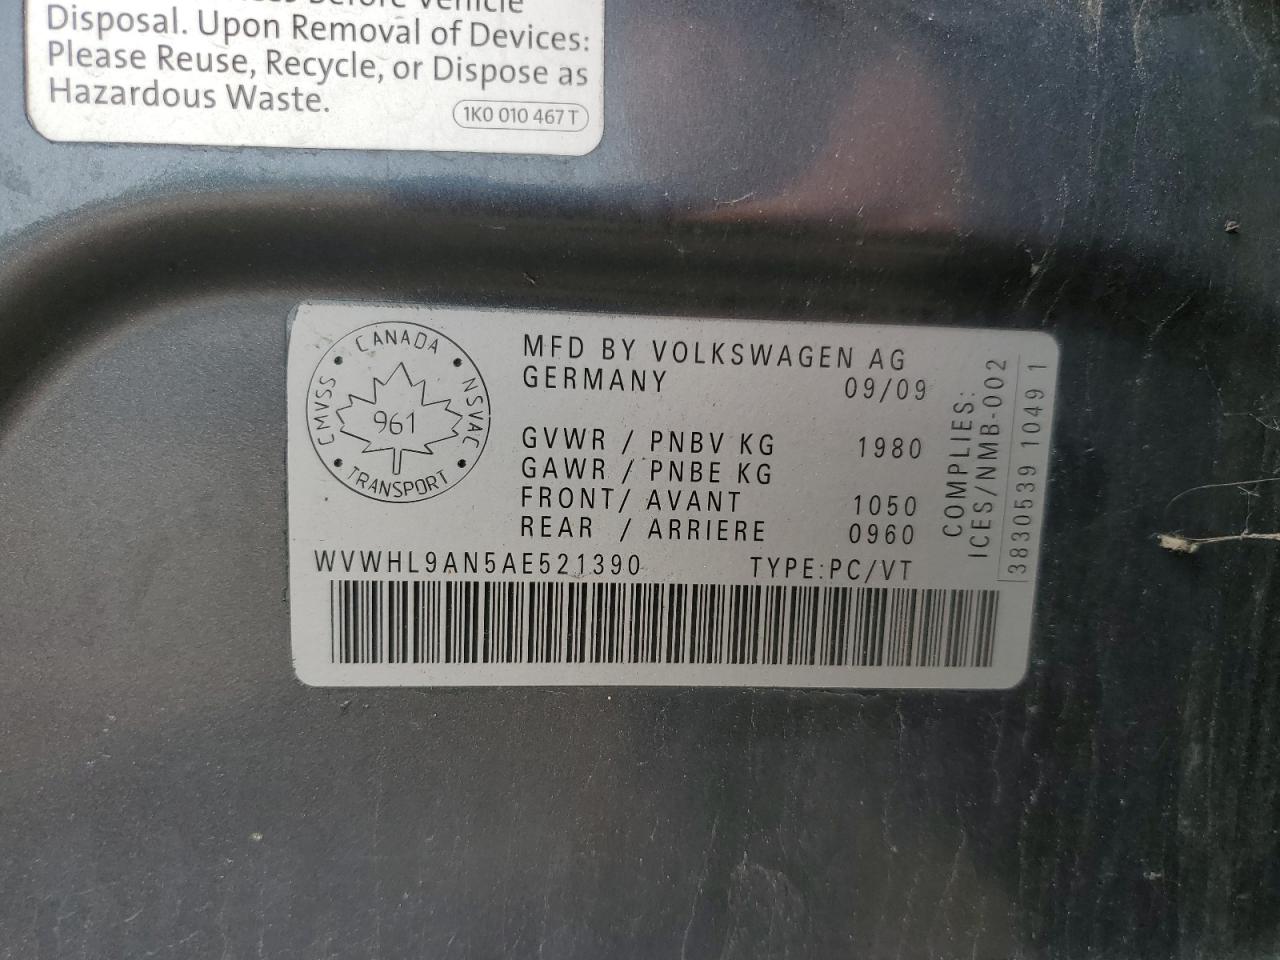 Before Vehicle
Disposal. Upon Removal of Devices:
Please Reuse, Recycle, or Dispose as
Hazardous Waste.
1K0 010 467 T
CANADA
CMVSS
NSVAC
961
TRANSPORT
MFD BY VOLKSWAGEN AG
GERMANY 09/09
GVWR / PNBV KG 1980
GAWR / PNBE KG
FRONT/ AVANT 1050
REAR / ARRIERE 0960
WVWHL9AN5AE521390 TYPE:PC/VT
COMPLIES:
ICES/NMB-002
3830539 1049 1